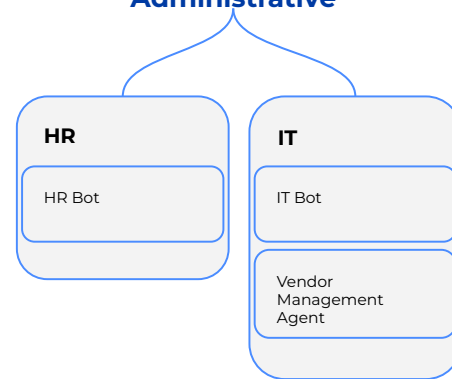 Administrative
HR
HR Bot
IT
IT Bot
Vendor
Management
Agent